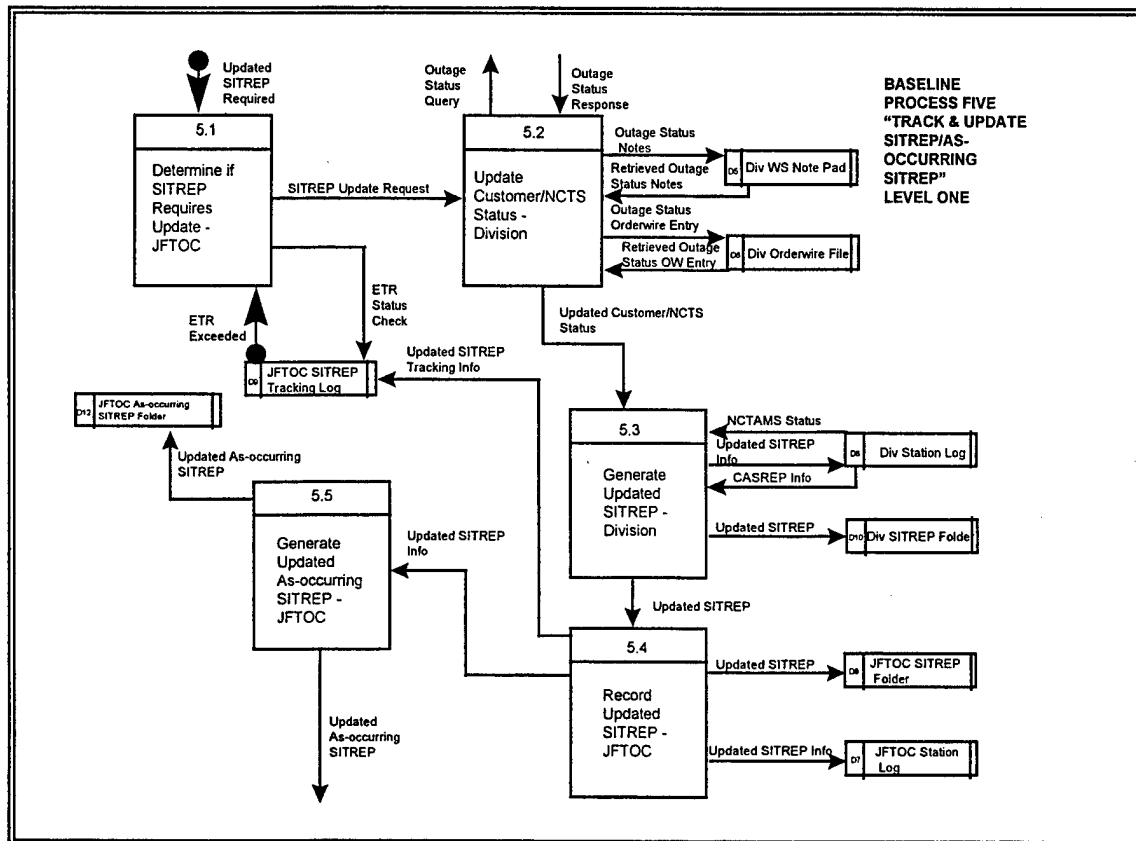 Updated
SITREP
Required
Outage
Status
Query
Outage
Status
Response
BASELINE
PROCESS FIVE
"TRACK & UPDATE
SITREP/AS-
OCCURRING
SITREP"
LEVEL ONE
5.1
Determine if
SITREP
Requires
Update -
JFTOC
SITREP Update Request
5.2
Update
Customer/NCTS
Status -
Division
Outage Status
Notes
Retrieved Outage
Status Notes
D5
Div WS Note Pad
Outage Status
Orderwire Entry
Retrieved Outage
Status OW Entry
D6
Div Orderwire File
ETR
Exceeded
ETR
Status
Check
Updated Customer/NCTS
Status
D9
JFTOC SITREP
Tracking Log
Updated SITREP
Tracking Info
D12
JFTOC As-occurring
SITREP Folder
Updated As-occurring
SITREP
5.3
Generate
Updated
SITREP -
Division
NCTAMS Status
Updated SITREP
Info
CASREP Info
Div Station Log
Updated SITREP
D10
Div SITREP Folder
5.5
Generate
Updated
As-occurring
SITREP -
JFTOC
Updated SITREP
Info
Updated SITREP
5.4
Record
Updated
SITREP -
JFTOC
Updated SITREP
JFTOC SITREP
Folder
Updated SITREP Info
D7
JFTOC Station
Log
Updated
As-occurring
SITREP